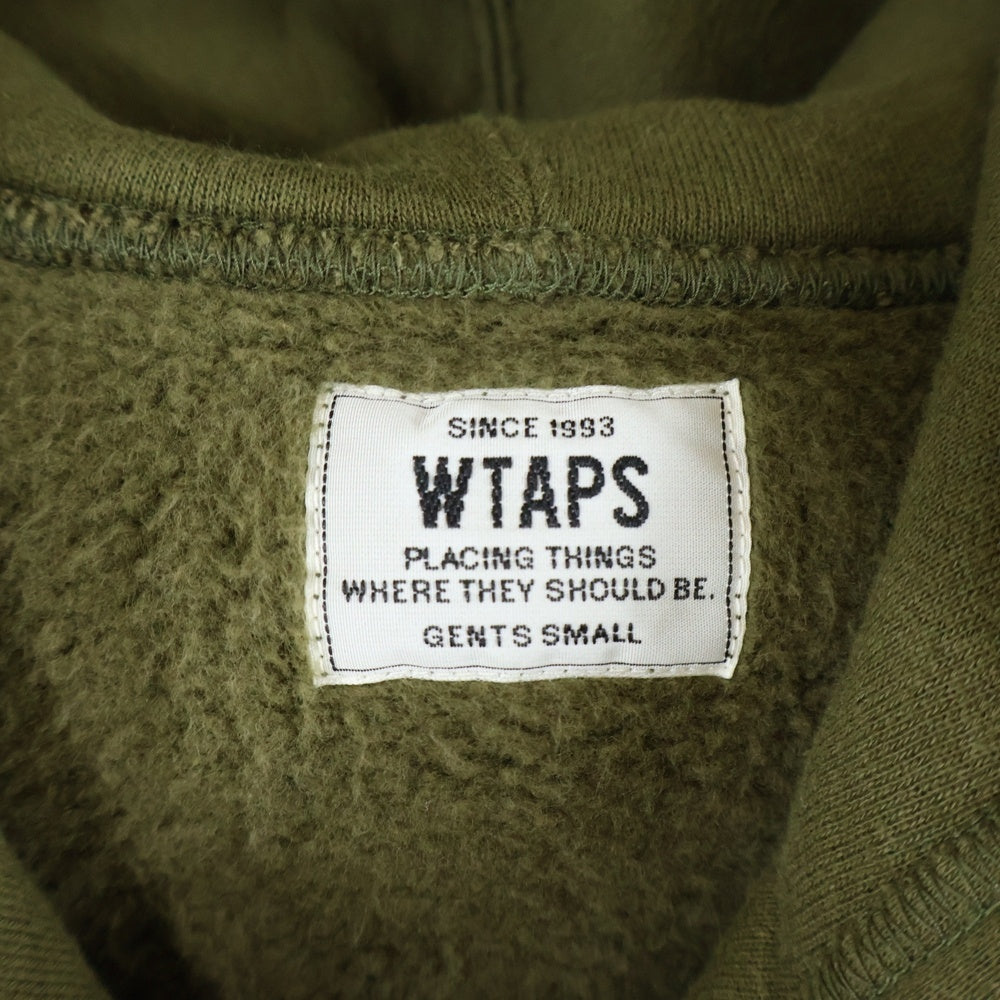 SINCE 1993
WTAPS
PLACING THINGS
WHERE THEY SHOULD BE.
GENTS SMALL